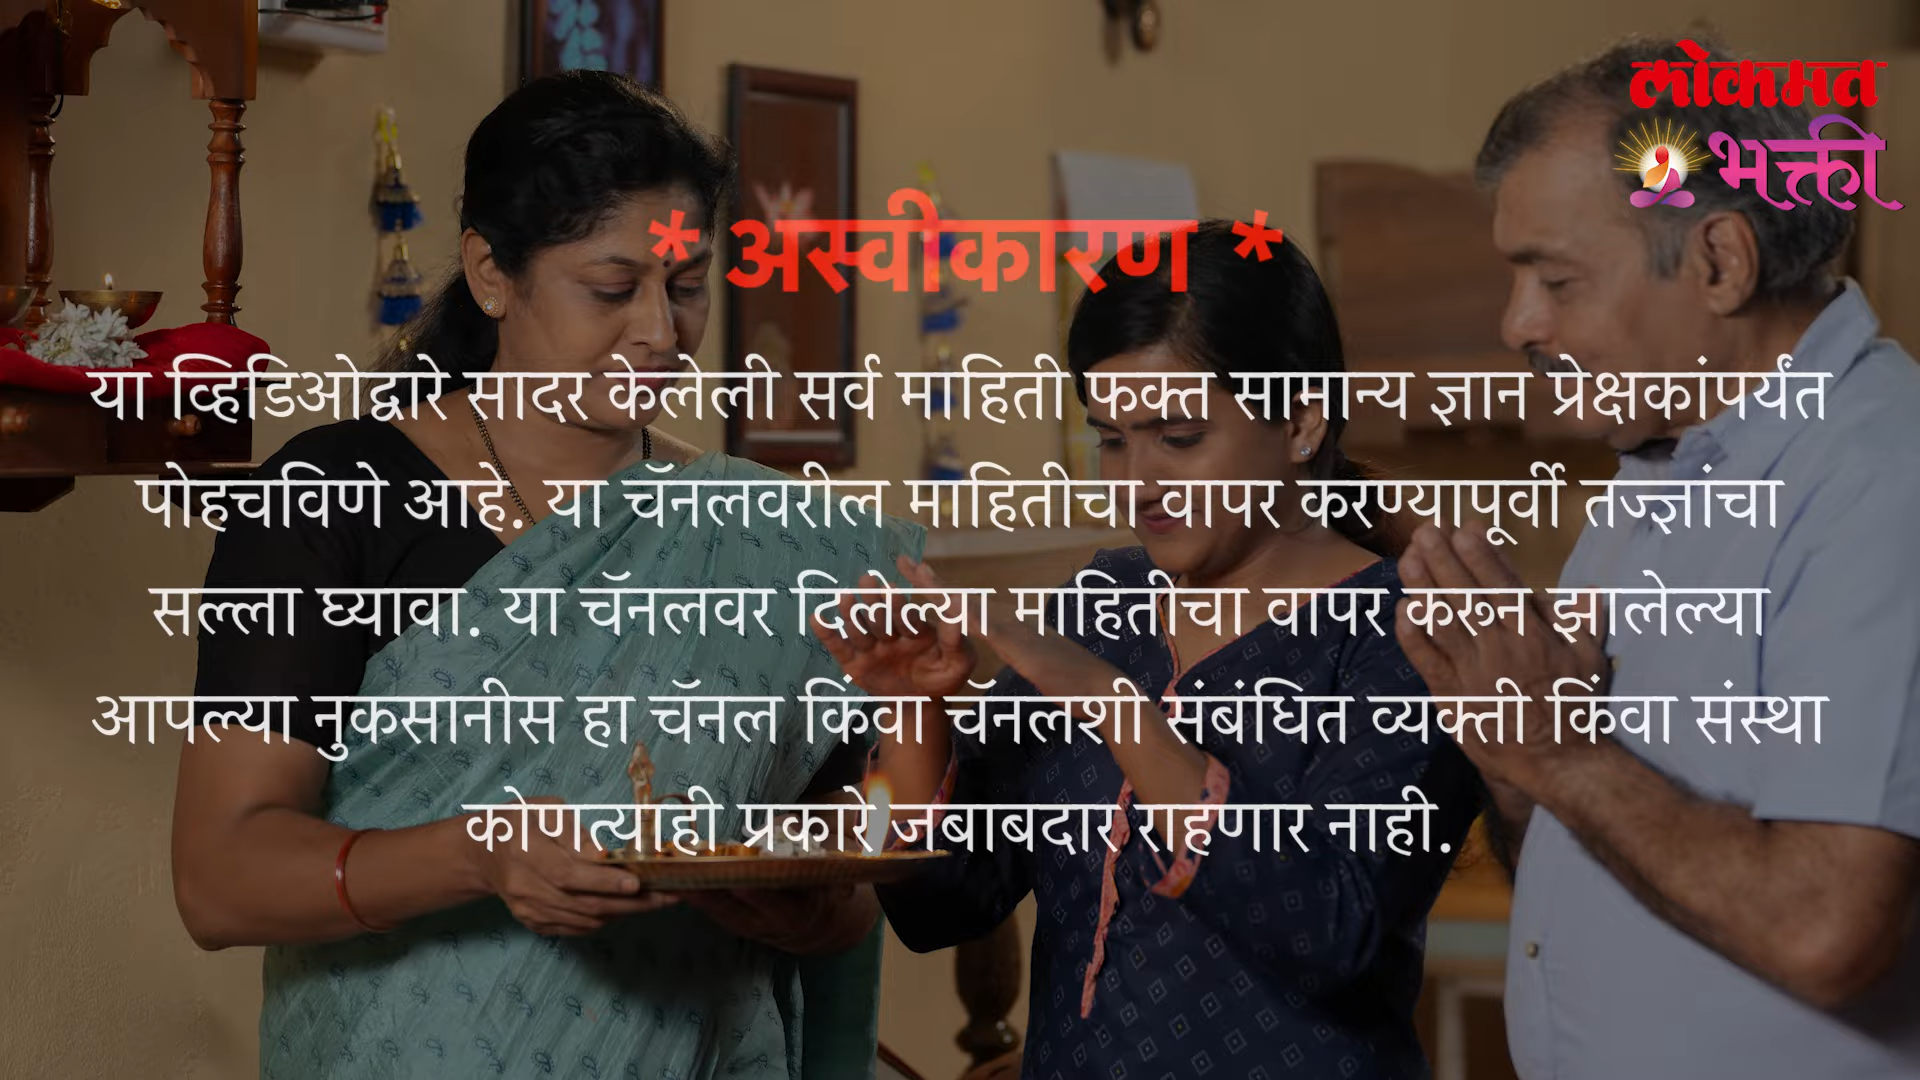 लोकमत
भक्ती
* अस्वीकारण *
या व्हिडिओद्वारे सादर केलेली सर्व माहिती फक्त सामान्य ज्ञान प्रेक्षकांपर्यंत
पोहचविणे आहे. या चॅनलवरील माहितीचा वापर करण्यापूर्वी तज्ज्ञांचा
सल्ला घ्यावा. या चॅनलवर दिलेल्या माहितीचा वापर करून झालेल्या
आपल्या नुकसानीस हा चॅनल किंवा चॅनलशी संबंधित व्यक्ती किंवा संस्था
कोणत्याही प्रकारे जबाबदार राहणार नाही.